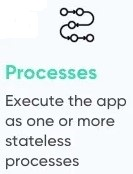 Processes
Execute the app
as one or more
stateless
processes